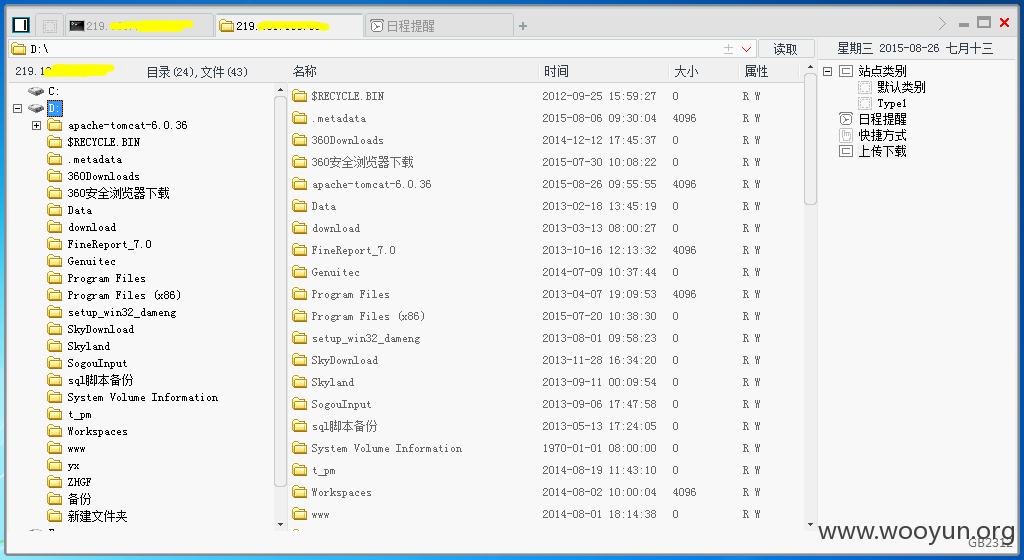 219.
219.
日程提醒
D:\
读取
星期三 2015-08-26 七月十三
219.1
目录(24),文件(43)
名称 时间 大小 属性
C:
D:
apache-tomcat-6.0.36
$RECYCLE.BIN
.metadata
360Downloads
360安全浏览器下载
Data
download
FineReport_7.0
Genuitec
Program Files
Program Files (x86)
setup_win32_dameng
SkyDownload
Skyland
SogouInput
sql脚本备份
System Volume Information
t_pm
Workspaces
www
yx
ZHGF
备份
新建文件夹
$RECYCLE.BIN 2012-09-25 15:59:27 0 R W
.metadata 2015-08-06 09:30:04 4096 R W
360Downloads 2014-12-12 17:45:37 0 R W
360安全浏览器下载 2015-07-30 10:08:22 0 R W
apache-tomcat-6.0.36 2015-08-26 09:55:55 4096 R W
Data 2013-02-18 13:45:19 0 R W
download 2013-03-13 08:00:27 0 R W
FineReport_7.0 2013-10-16 12:13:32 4096 R W
Genuitec 2014-07-09 10:37:44 0 R W
Program Files 2013-04-07 19:09:53 4096 R W
Program Files (x86) 2015-07-20 10:38:30 0 R W
setup_win32_dameng 2013-08-01 09:58:23 0 R W
SkyDownload 2013-11-28 16:34:20 0 R W
Skyland 2013-09-11 00:09:54 0 R W
SogouInput 2013-09-06 17:47:58 0 R W
sql脚本备份 2013-05-13 17:24:05 0 R W
System Volume Information 1970-01-01 08:00:00 0 R W
t_pm 2014-08-19 11:43:10 0 R W
Workspaces 2014-08-02 10:00:04 4096 R W
www 2014-08-01 18:14:38 0 R W
站点类别
默认类别
Type1
日程提醒
快捷方式
上传下载
www.wooyun.org
GB2312